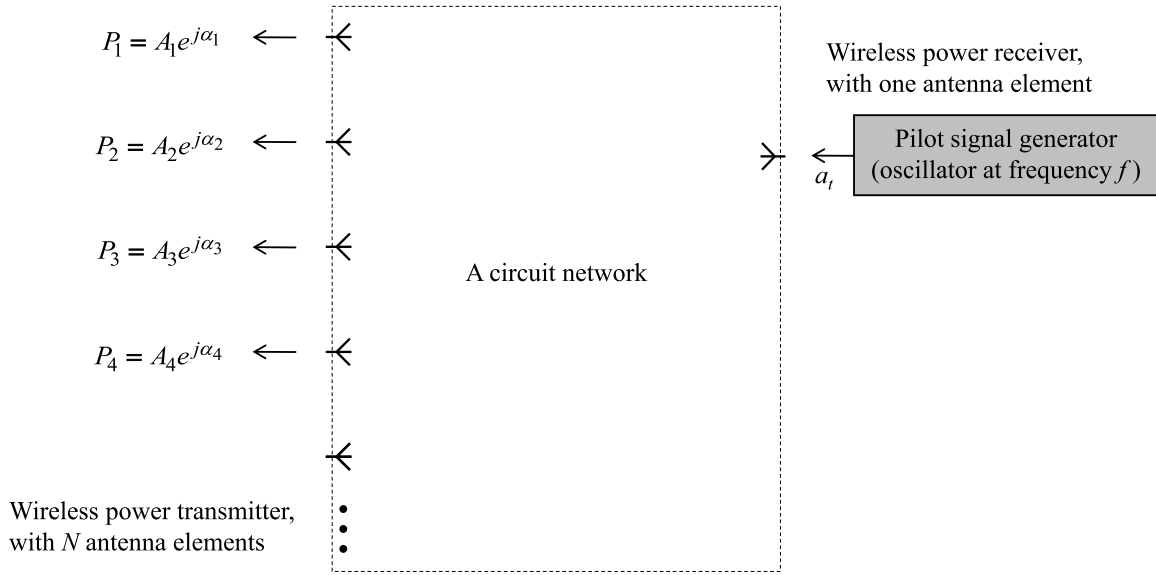 P₁ = A₁e^{jα₁}
Wireless power receiver,
with one antenna element
P₂ = A₂e^{jα₂}
Pilot signal generator
(oscillator at frequency f)
aₜ
P₃ = A₃e^{jα₃}
A circuit network
P₄ = A₄e^{jα₄}
Wireless power transmitter,
with N antenna elements